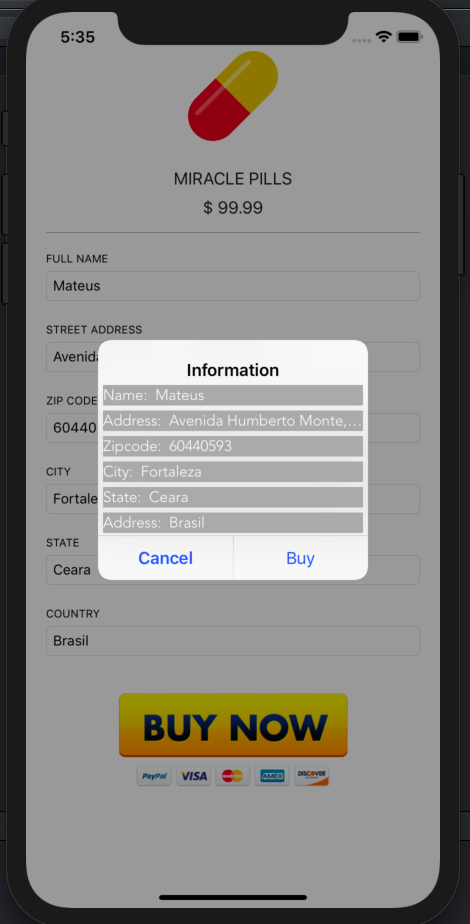 5:35
MIRACLE PILLS
$ 99.99
FULL NAME
Mateus
STREET ADDRESS
Avenid
Information
Name: Mateus
Address: Avenida Humberto Monte,...
Zipcode: 60440593
City: Fortaleza
State: Ceara
Address: Brasil
Cancel Buy
ZIP CODE
60440
CITY
Fortale
STATE
Ceara
COUNTRY
Brasil
BUY NOW
PayPal VISA AMEX DISCOVER